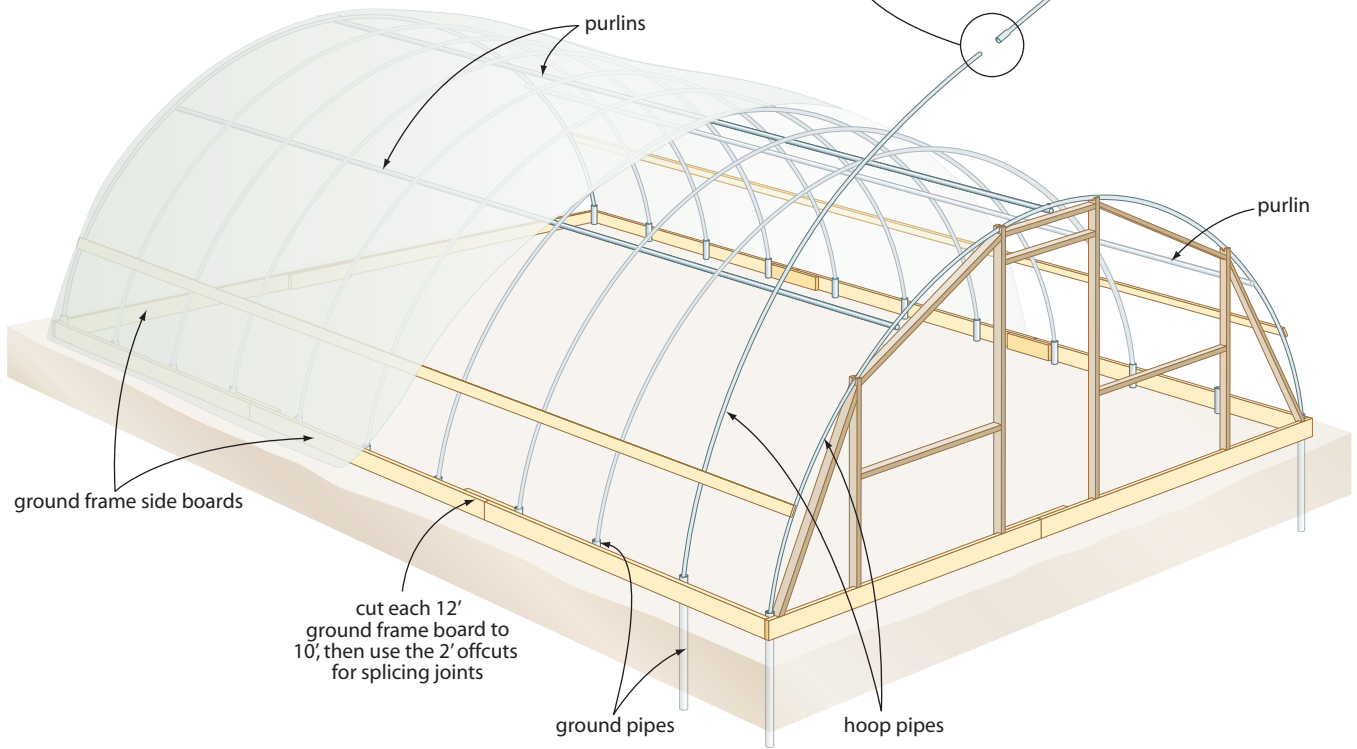 purlins
purlin
ground frame side boards
cut each 12′
ground frame board to
10′, then use the 2′ offcuts
for splicing joints
ground pipes
hoop pipes